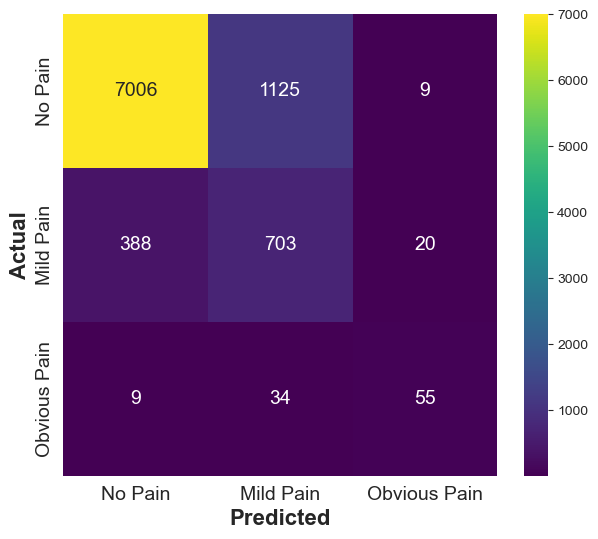 7000
No Pain
7006
1125
9
6000
5000
Actual
Mild Pain
388
703
20
4000
3000
Obvious Pain
9
34
55
2000
1000
No Pain
Mild Pain
Obvious Pain
Predicted